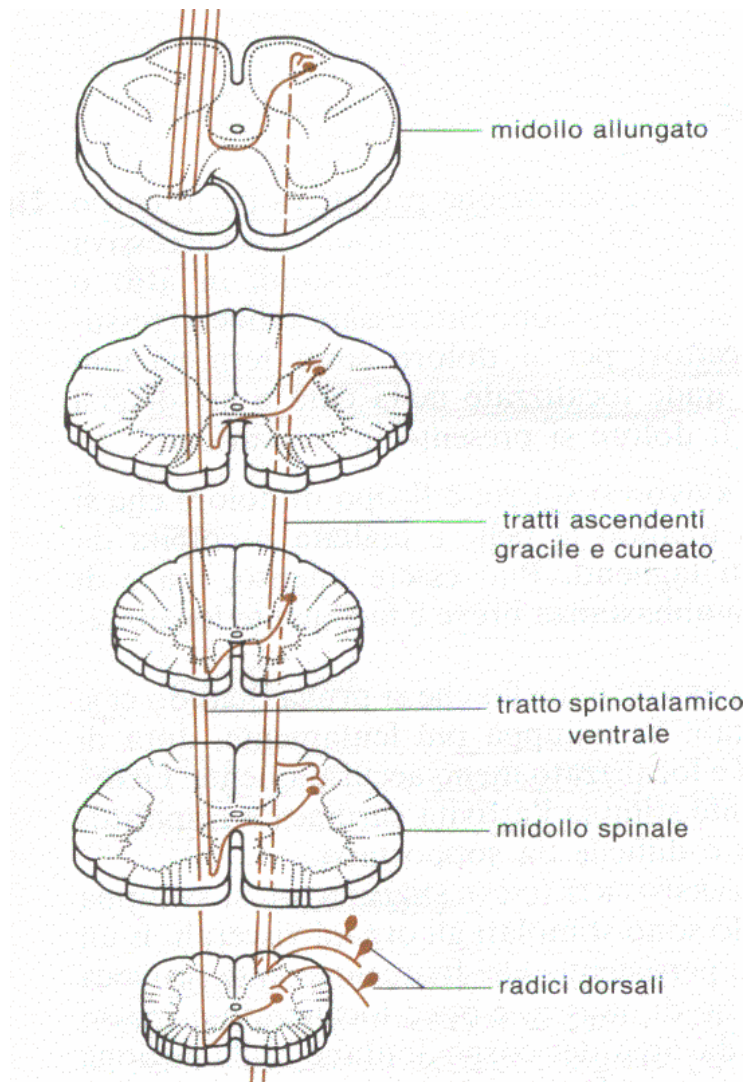 midollo allungato
tratti ascendenti
gracile e cuneato
tratto spinotalamico
ventrale
midollo spinale
radici dorsali